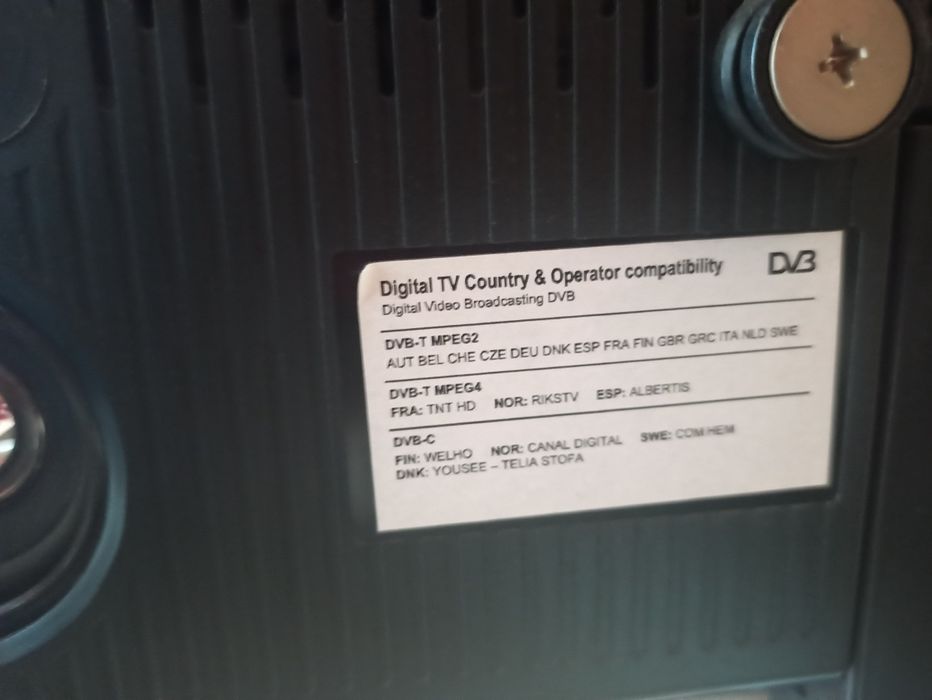 Digital TV Country & Operator compatibility DVB
Digital Video Broadcasting DVB
DVB-T MPEG2
AUT BEL CHE CZE DEU DNK ESP FRA FIN GBR GRC ITA NLD SWE
DVB-T MPEG4
FRA: TNT HD NOR: RIKSTV ESP: ALBERTIS
DVB-C
FIN: WELHO NOR: CANAL DIGITAL SWE: COM HEM
DNK: YOUSEE – TELIA STOFA